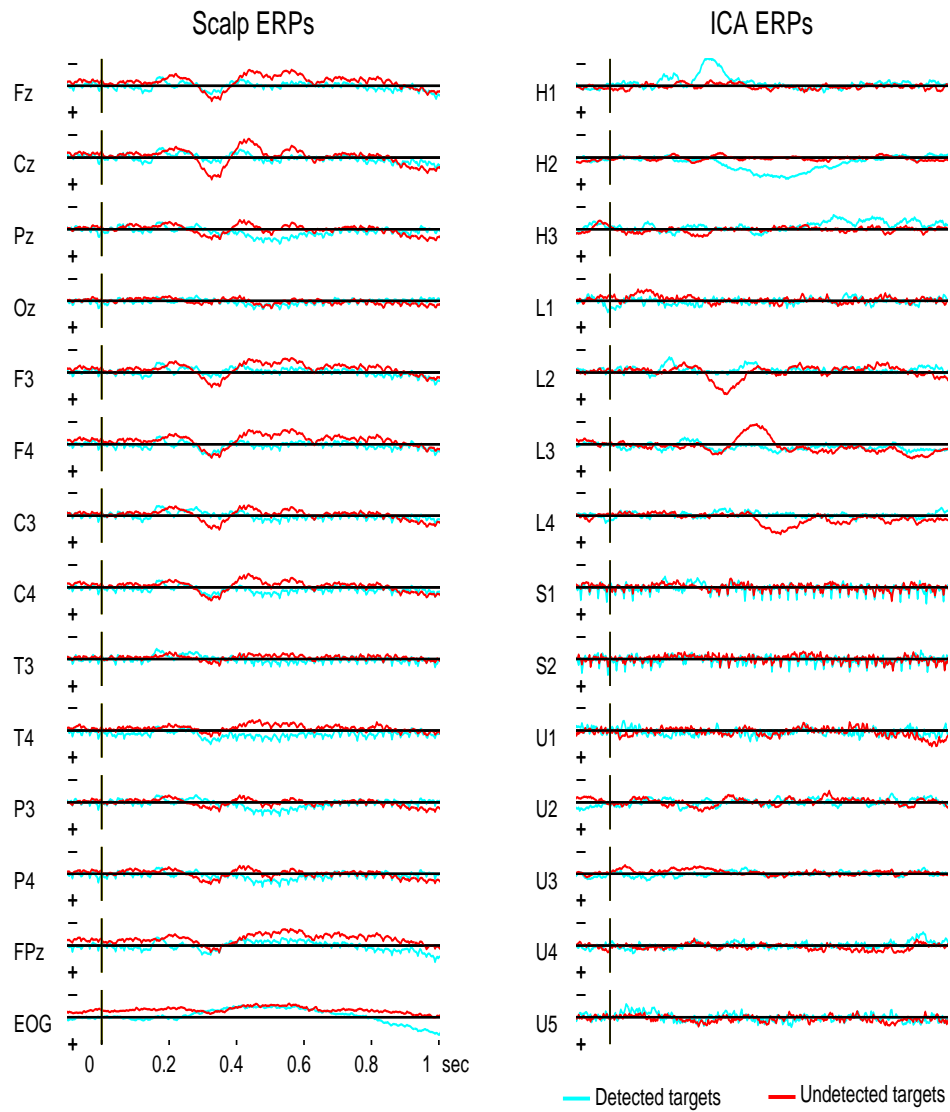 Scalp ERPs
ICA ERPs
−
Fz
+
−
Cz
+
−
Pz
+
−
Oz
+
−
F3
+
−
F4
+
−
C3
+
−
C4
+
−
T3
+
−
T4
+
−
P3
+
−
P4
+
−
FPz
+
−
EOG
+
0 0.2 0.4 0.6 0.8 1 sec
−
H1
+
−
H2
+
−
H3
+
−
L1
+
−
L2
+
−
L3
+
−
L4
+
−
S1
+
−
S2
+
−
U1
+
−
U2
+
−
U3
+
−
U4
+
−
U5
+
Detected targets Undetected targets